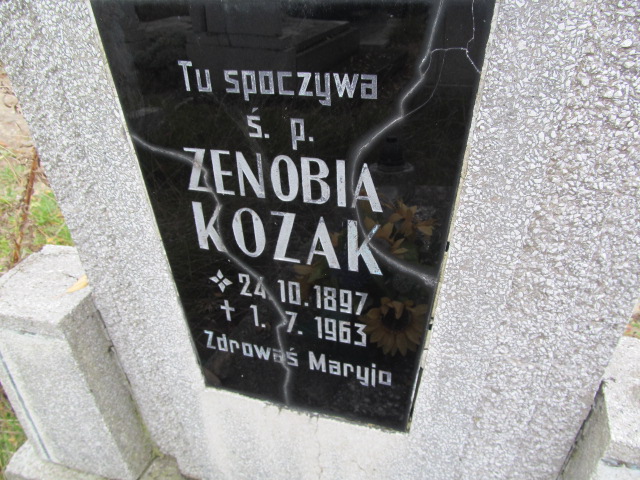 Tu spoczywa
ś. p.
ZENOBIA
KOZAK
* 24.10.1897
+ 1. 7. 1963
Zdrowaś Maryjo